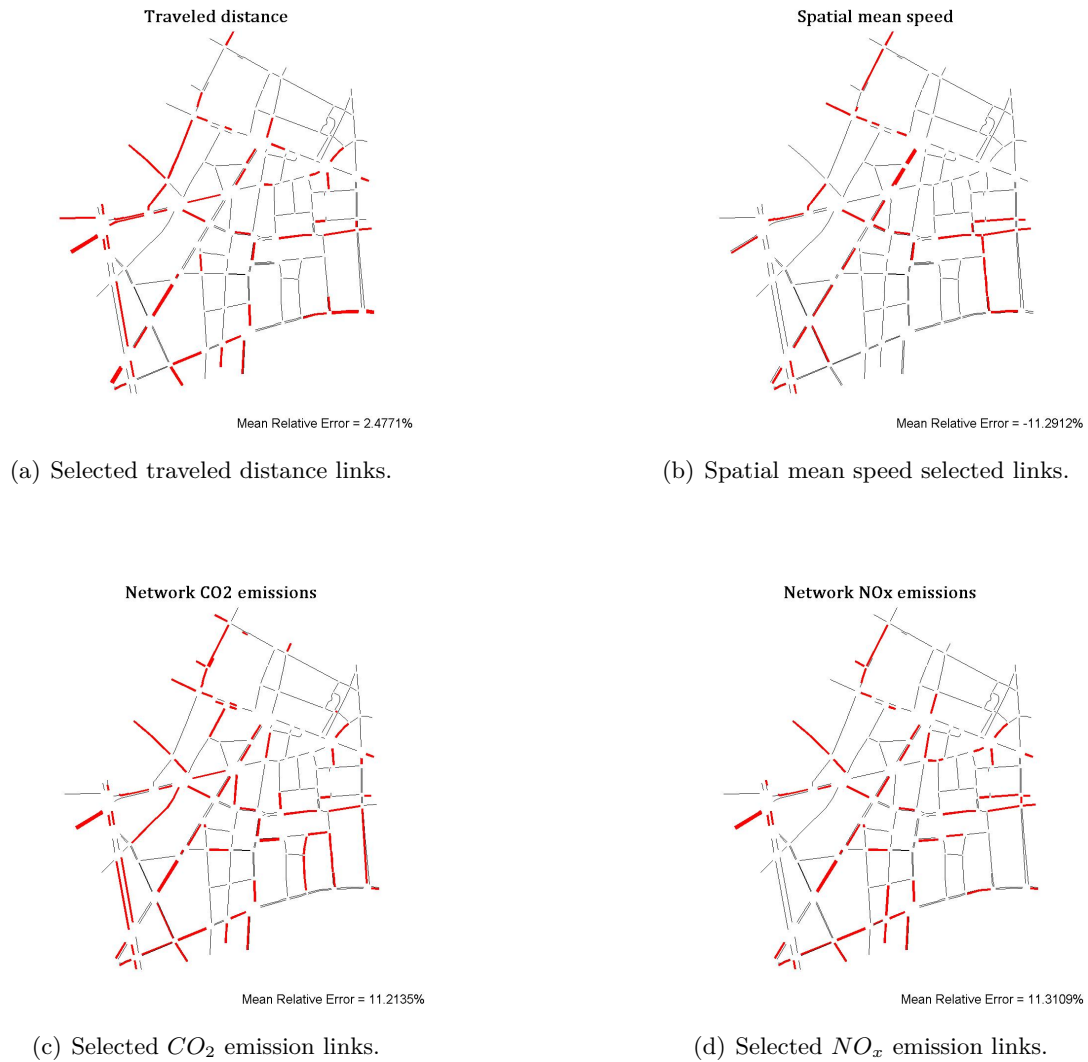 Traveled distance
Spatial mean speed
Mean Relative Error = 2.4771%
Mean Relative Error = -11.2912%
(a) Selected traveled distance links.
(b) Spatial mean speed selected links.
Network CO2 emissions
Network NOx emissions
Mean Relative Error = 11.2135%
Mean Relative Error = 11.3109%
(c) Selected CO₂ emission links.
(d) Selected NOₓ emission links.